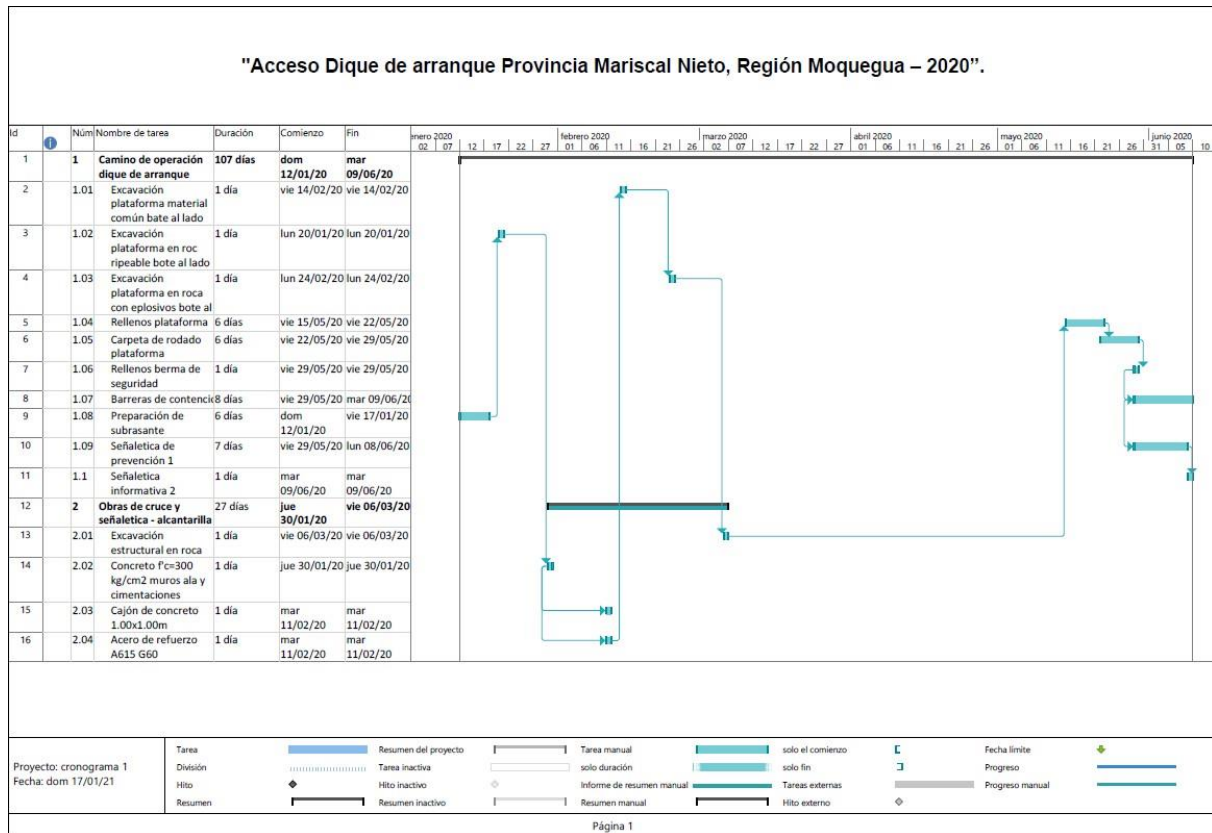 "Acceso Dique de arranque Provincia Mariscal Nieto, Región Moquegua – 2020”.
Id Núm Nombre de tarea Duración Comienzo Fin
enero 2020 febrero 2020 marzo 2020 abril 2020 mayo 2020 junio 2020
02 07 12 17 22 27 01 06 11 16 21 26 02 07 12 17 22 27 01 06 11 16 21 26 01 06 11 16 21 26 31 05 10
1 1 Camino de operación 107 días dom mar
dique de arranque 12/01/20 09/06/20
2 1.01 Excavación 1 día vie 14/02/20 vie 14/02/20
plataforma material
común bate al lado
3 1.02 Excavación 1 día lun 20/01/20 lun 20/01/20
plataforma en roc
ripeable bote al lado
4 1.03 Excavación 1 día lun 24/02/20 lun 24/02/20
plataforma en roca
con eplosivos bote al
5 1.04 Rellenos plataforma 6 días vie 15/05/20 vie 22/05/20
6 1.05 Carpeta de rodado 6 días vie 22/05/20 vie 29/05/20
plataforma
7 1.06 Rellenos berma de 1 día vie 29/05/20 vie 29/05/20
seguridad
8 1.07 Barreras de contenció 8 días vie 29/05/20 mar 09/06/20
9 1.08 Preparación de 6 días dom vie 17/01/20
subrasante 12/01/20
10 1.09 Señaletica de 7 días vie 29/05/20 lun 08/06/20
prevención 1
11 1.1 Señaletica 1 día mar mar
informativa 2 09/06/20 09/06/20
12 2 Obras de cruce y 27 días jue vie 06/03/20
señaletica - alcantarilla 30/01/20
13 2.01 Excavación 1 día vie 06/03/20 vie 06/03/20
estructural en roca
14 2.02 Concreto f'c=300 1 día jue 30/01/20 jue 30/01/20
kg/cm2 muros ala y
cimentaciones
15 2.03 Cajón de concreto 1 día mar mar
1.00x1.00m 11/02/20 11/02/20
16 2.04 Acero de refuerzo 1 día mar mar
A615 G60 11/02/20 11/02/20
Proyecto: cronograma 1
Fecha: dom 17/01/21
Tarea Resumen del proyecto Tarea manual solo el comienzo Fecha límite
División Tarea inactiva solo duración solo fin Progreso
Hito Hito inactivo Informe de resumen manual Tareas externas Progreso manual
Resumen Resumen inactivo Resumen manual Hito externo
Página 1